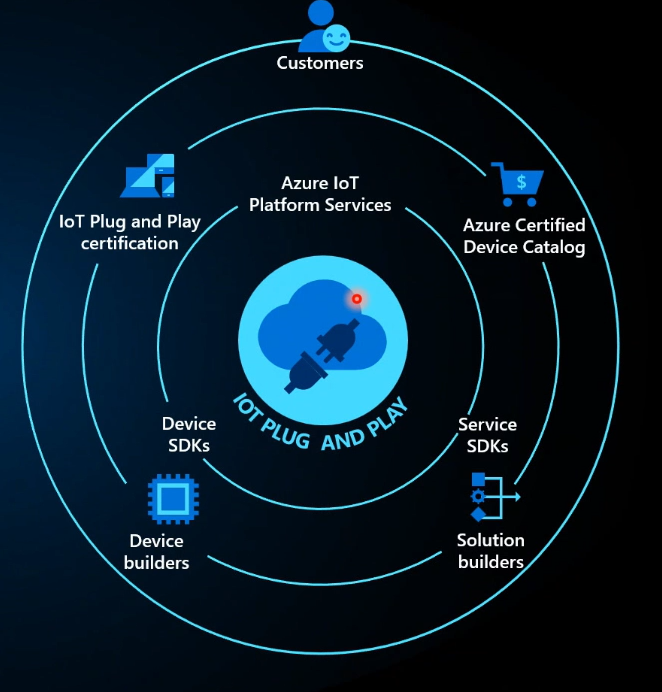 Customers
Azure IoT
Platform Services
IoT Plug and Play
certification
$
Azure Certified
Device Catalog
IOT PLUG AND PLAY
Device
SDKs
Service
SDKs
Device
builders
Solution
builders